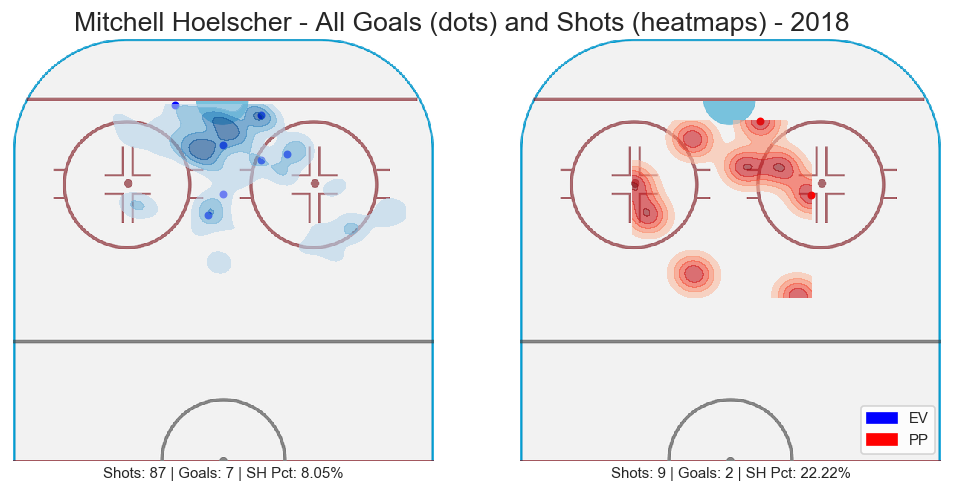 Mitchell Hoelscher - All Goals (dots) and Shots (heatmaps) - 2018
EV
PP
Shots: 87 | Goals: 7 | SH Pct: 8.05%
Shots: 9 | Goals: 2 | SH Pct: 22.22%